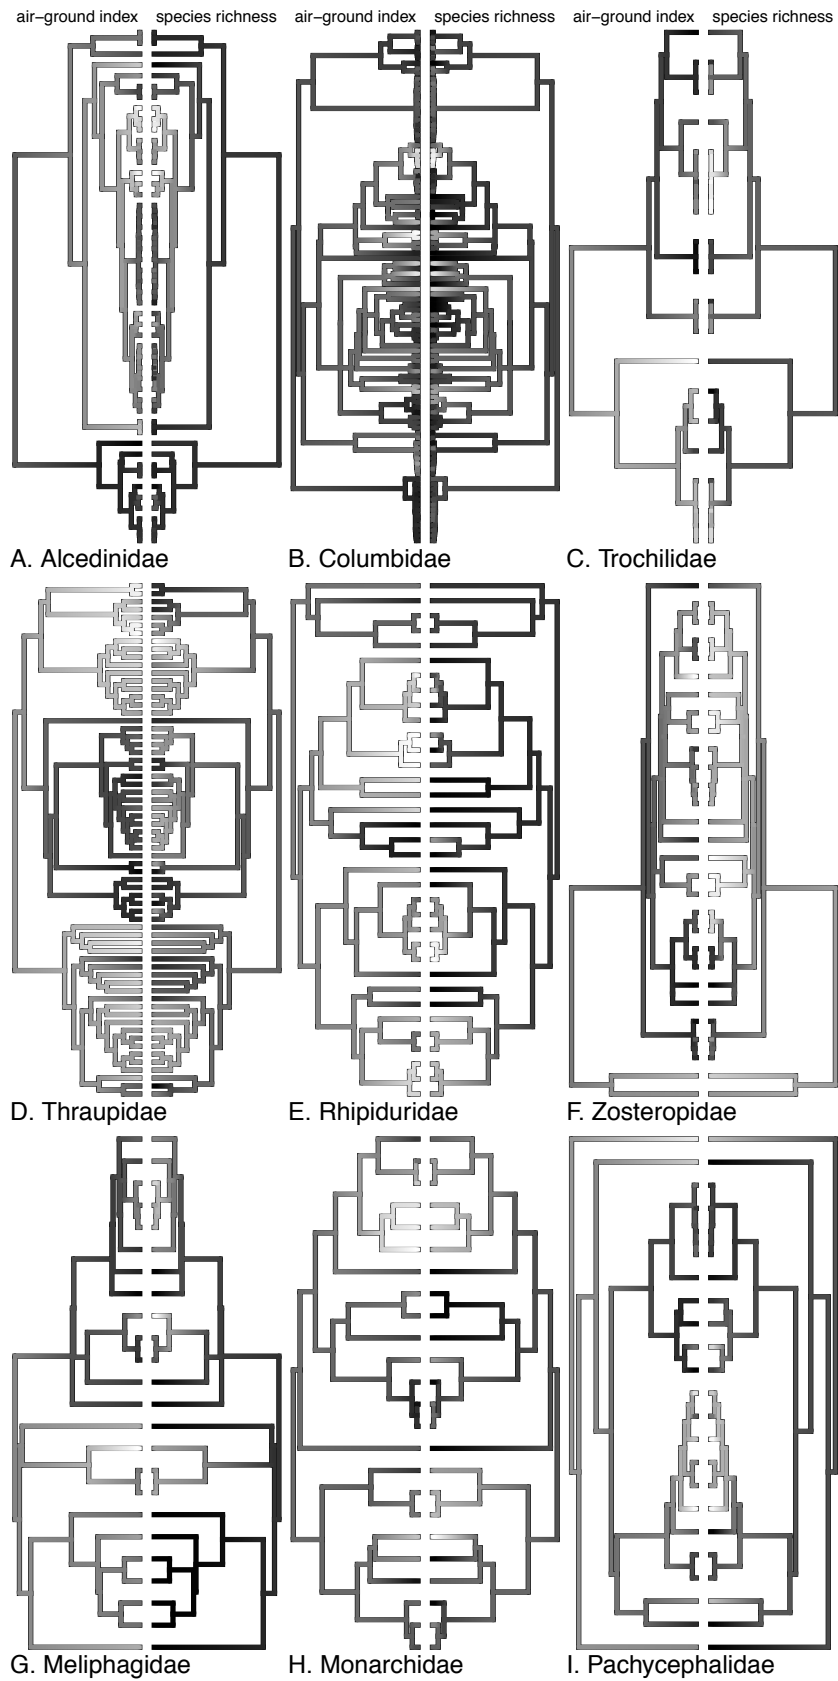 air–ground index species richness air–ground index species richness air–ground index species richness
A. Alcedinidae B. Columbidae C. Trochilidae
D. Thraupidae E. Rhipiduridae F. Zosteropidae
G. Meliphagidae H. Monarchidae I. Pachycephalidae